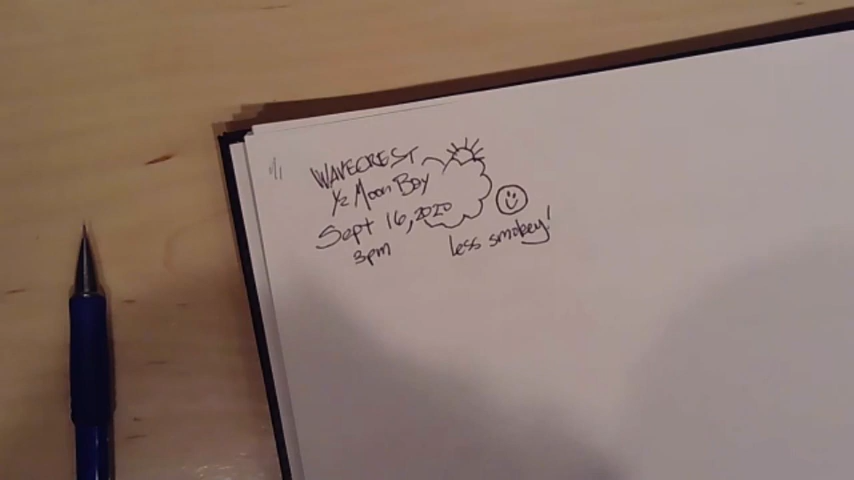 WAVECREST
1/2 Moon Bay
Sept 16, 2020
3pm
less smokey!